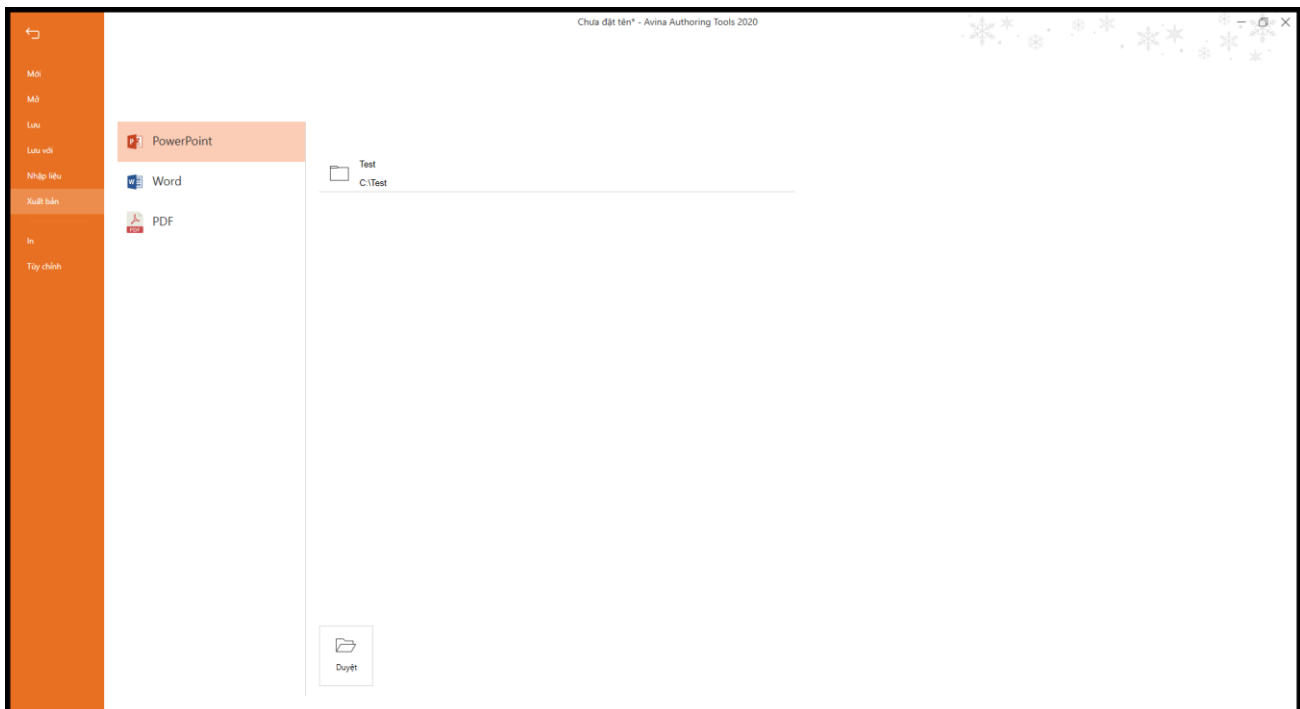 Chưa đặt tên* - Avina Authoring Tools 2020
Mới
Mở
Lưu
Lưu với
Nhập liệu
Xuất bản
In
Tùy chỉnh
PowerPoint
Word
PDF
Test
C:\Test
Duyệt